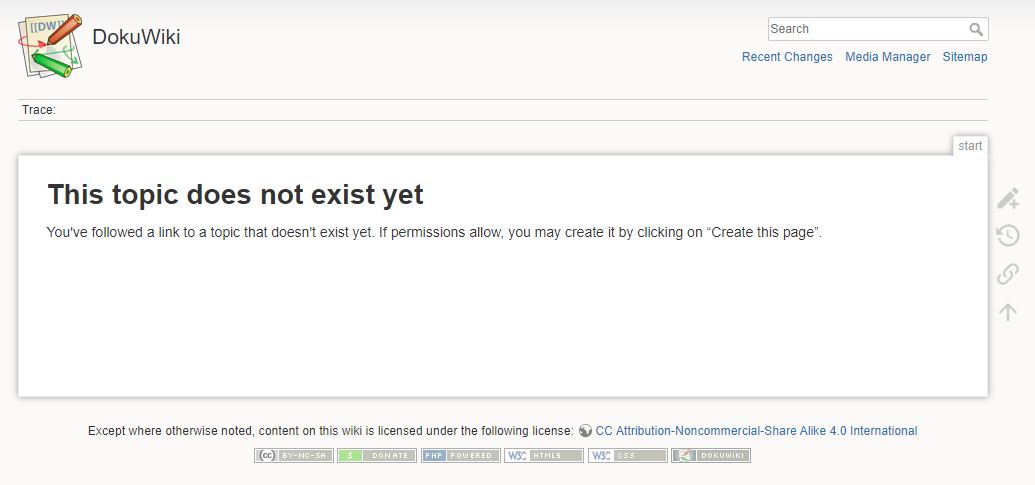 [[DW]]
DokuWiki
Search
Recent Changes Media Manager Sitemap
Trace:
start
This topic does not exist yet
You've followed a link to a topic that doesn't exist yet. If permissions allow, you may create it by clicking on “Create this page”.
Except where otherwise noted, content on this wiki is licensed under the following license: CC Attribution-Noncommercial-Share Alike 4.0 International
cc BY-NC-SA $ DONATE PHP POWERED W3C HTML5 W3C CSS DOKUWIKI